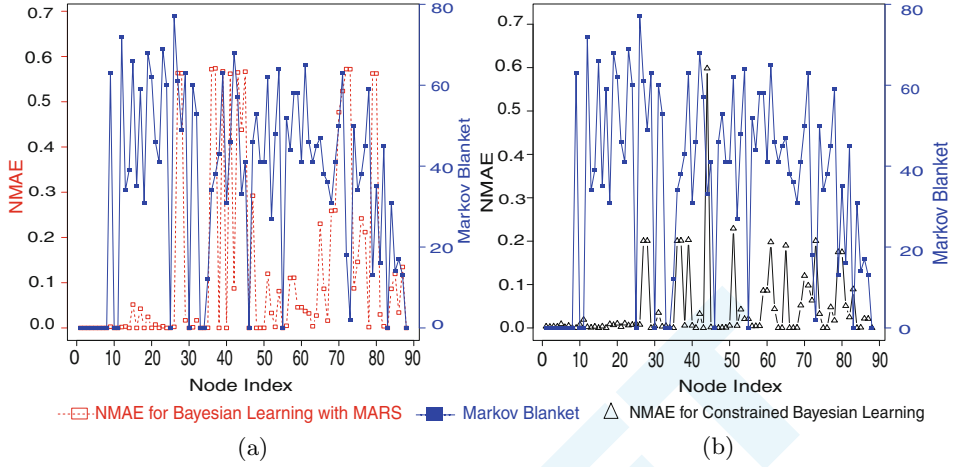 0.7
0.6
0.5
0.4
0.3
0.2
0.1
0.0
NMAE
80
60
40
20
0
Markov Blanket
0 10 20 30 40 50 60 70 80 90
Node Index
0.7
0.6
0.5
0.4
0.3
0.2
0.1
0.0
NMAE
80
60
40
20
0
Markov Blanket
0 10 20 30 40 50 60 70 80 90
Node Index
NMAE for Bayesian Learning with MARS Markov Blanket NMAE for Constrained Bayesian Learning
(a) (b)